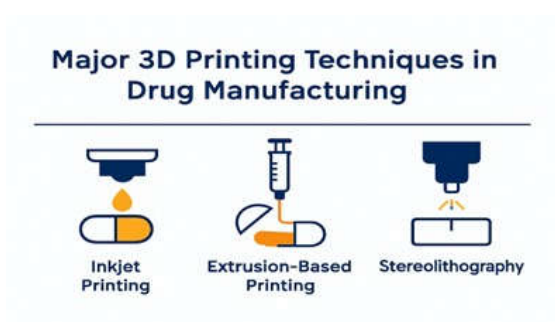 Major 3D Printing Techniques in
Drug Manufacturing
Inkjet
Printing
Extrusion-Based
Printing
Stereolithography